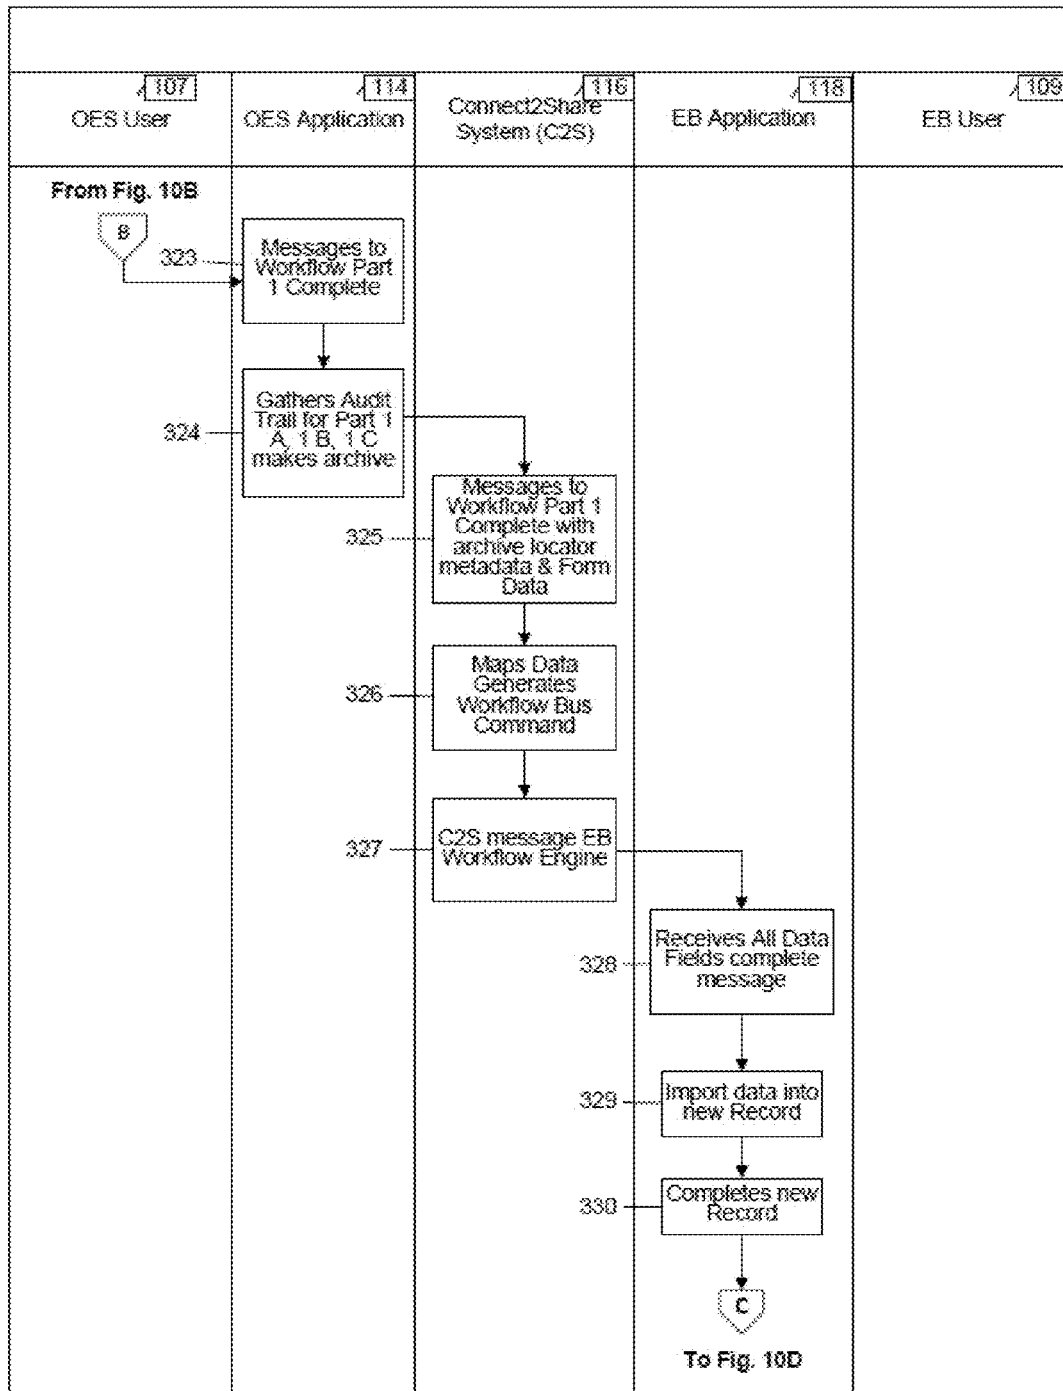 107
OES User
114
OES Application
116
Connect2Share
System (C2S)
118
EB Application
109
EB User
From Fig. 10B
B
323
Messages to
Workflow Part
1 Complete
324
Gathers Audit
Trail for Part 1
A, 1 B, 1 C
makes archive
325
Messages to
Workflow Part 1
Complete with
archive locator
metadata & Form
Data
326
Maps Data
Generates
Workflow Bus
Command
327
C2S message EB
Workflow Engine
328
Receives All Data
Fields complete
message
329
Import data into
new Record
330
Completes new
Record
C
To Fig. 10D